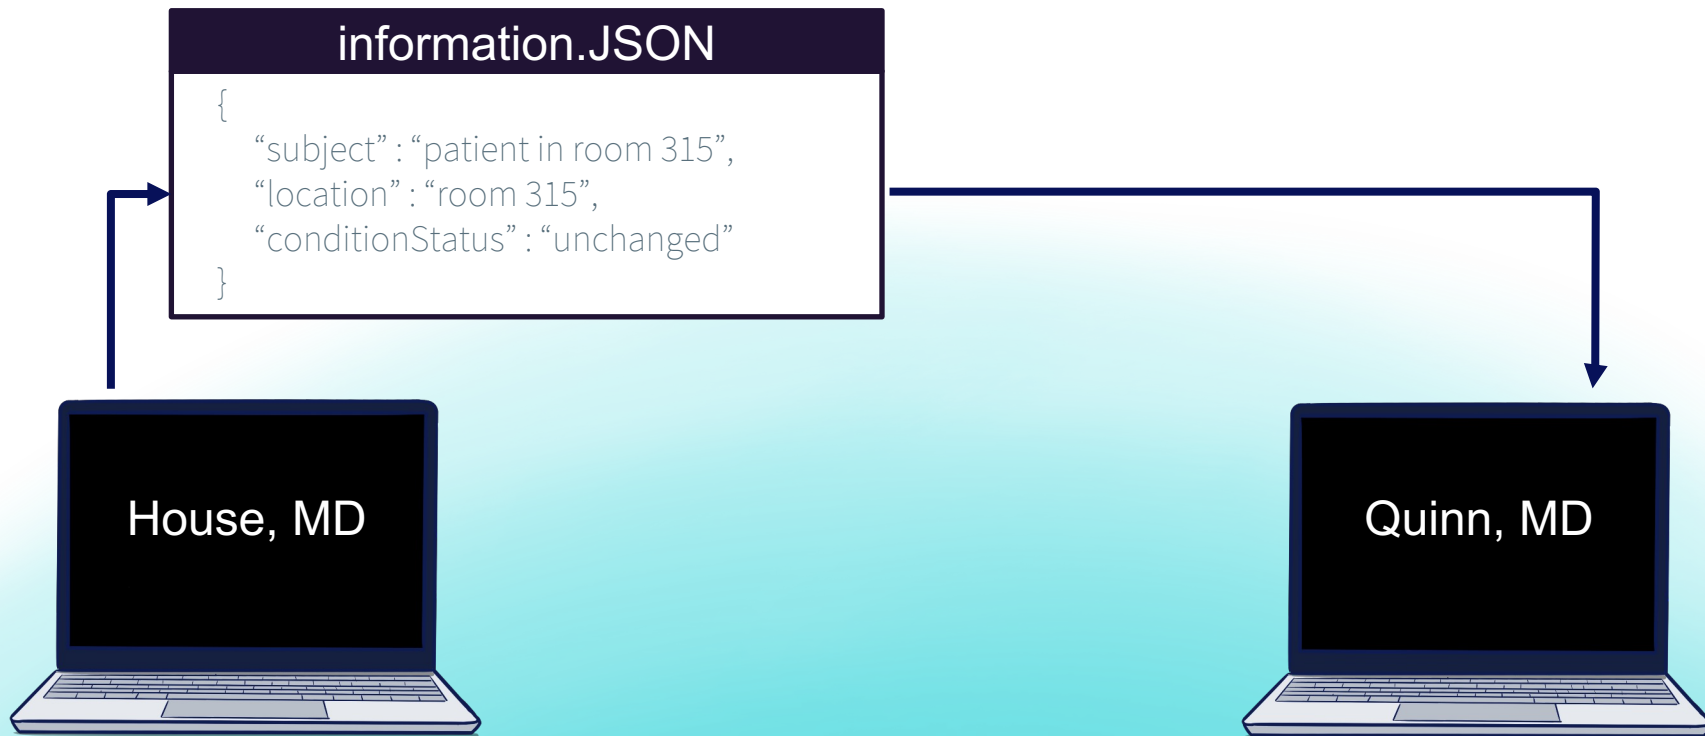 information.JSON
{
“subject” : “patient in room 315”,
“location” : “room 315”,
“conditionStatus” : “unchanged”
}
House, MD
Quinn, MD